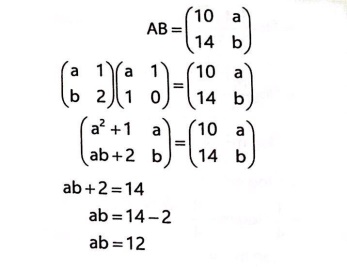 AB = (10 a
14 b)
(a 1
b 2) (a 1
1 0) = (10 a
14 b)
(a² + 1 a
ab + 2 b) = (10 a
14 b)
ab + 2 = 14
ab = 14 – 2
ab = 12